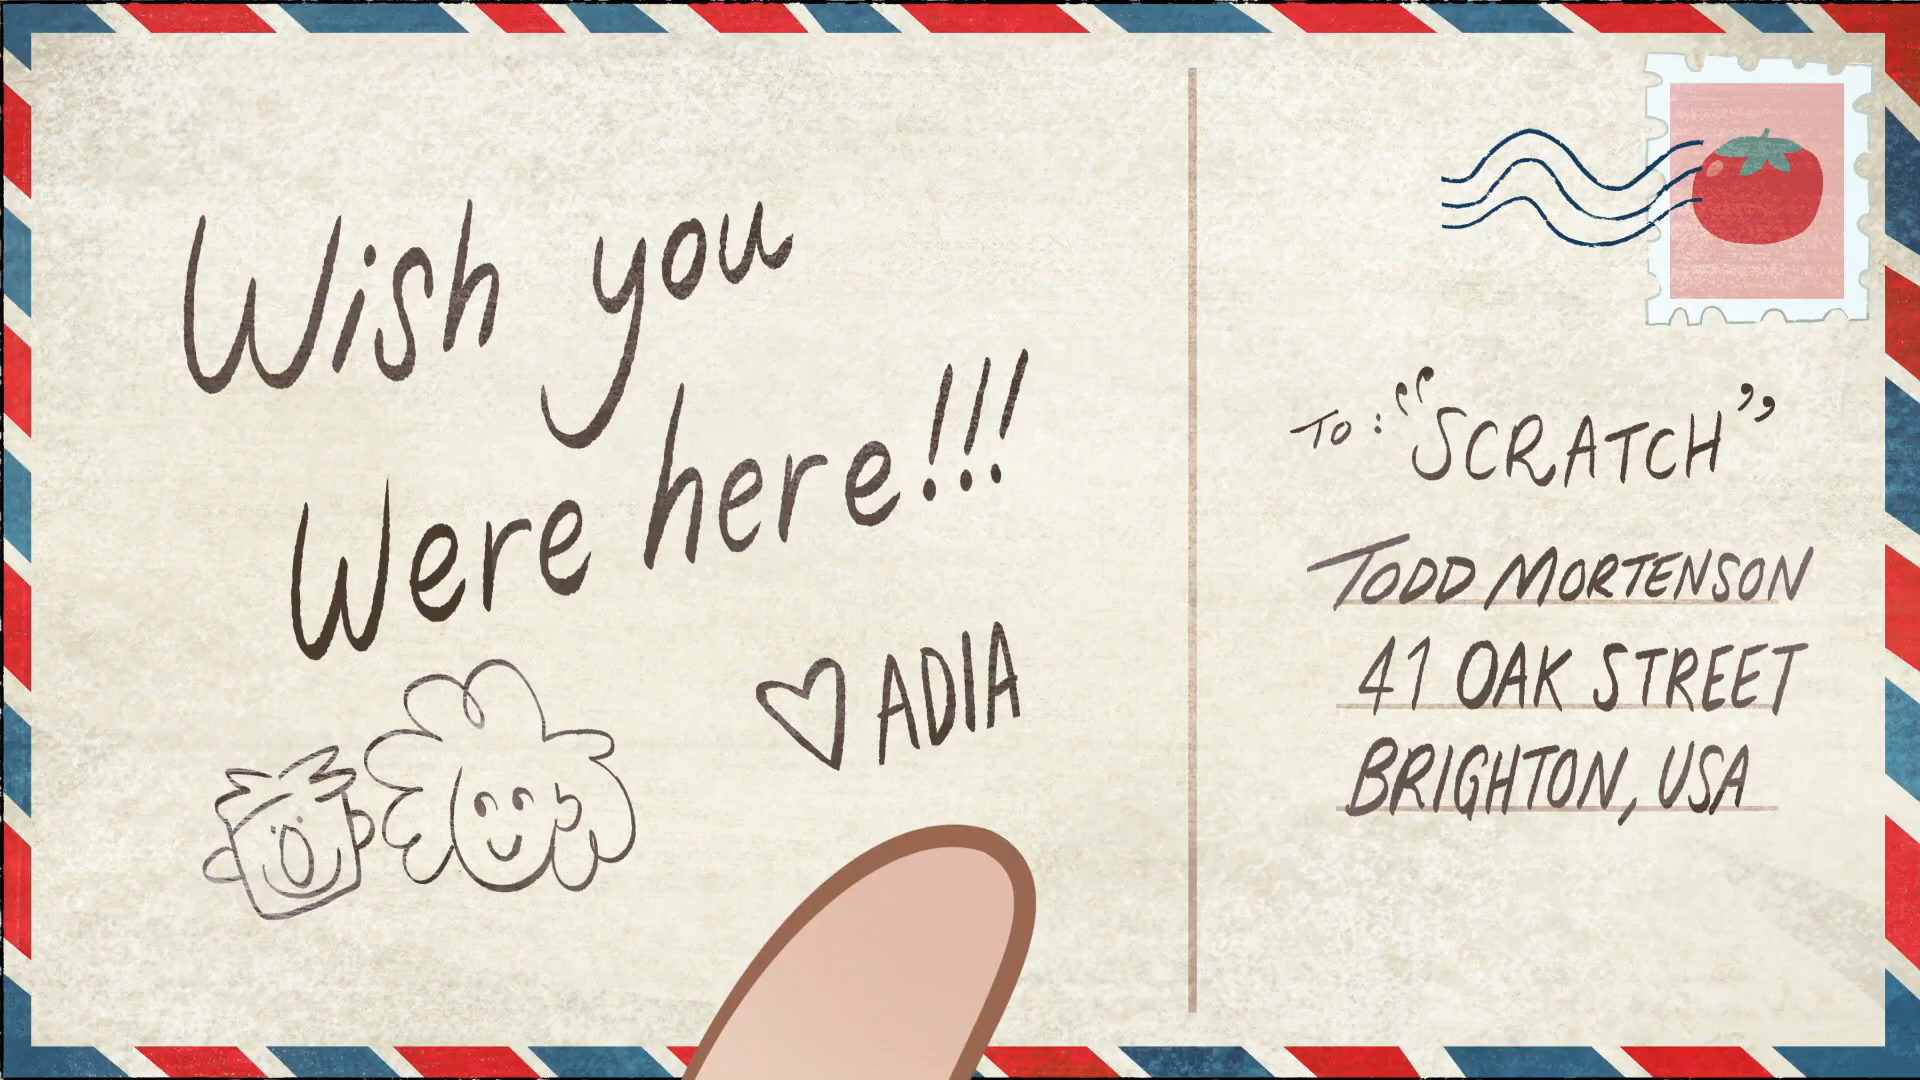 Wish you
Were here!!!
♡ ADIA
To: "SCRATCH"
TODD MORTENSON
41 OAK STREET
BRIGHTON, USA